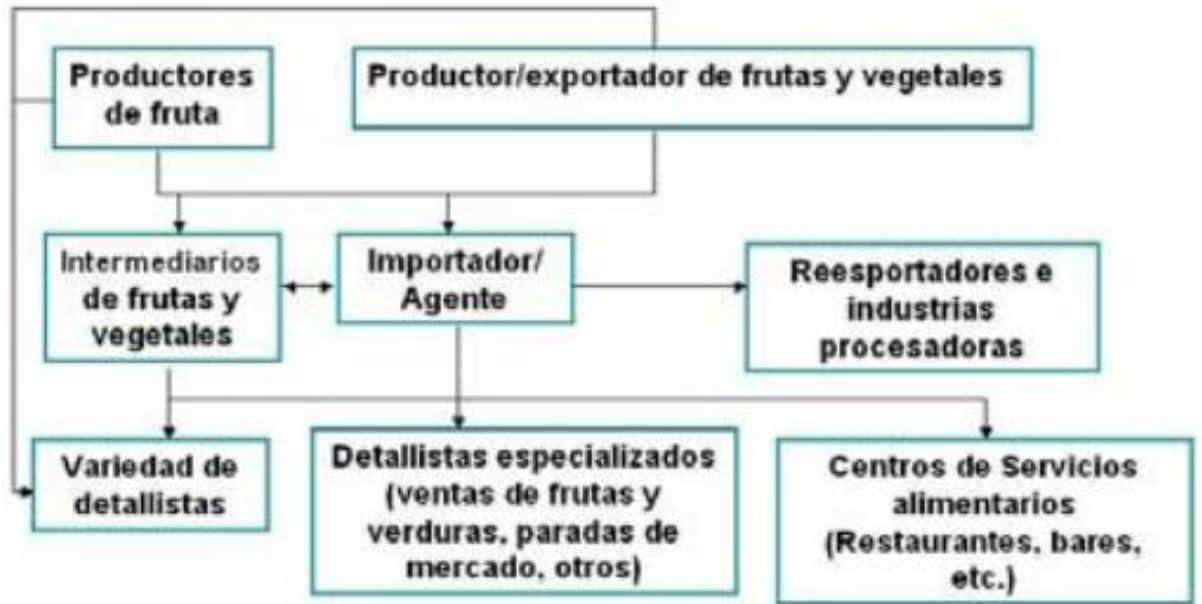 Productores
de fruta
Productor/exportador de frutas y vegetales
Intermediarios
de frutas y
vegetales
Importador/
Agente
Reesportadores e
industrias
procesadoras
Variedad de
detallistas
Detallistas especializados
(ventas de frutas y
verduras, paradas de
mercado, otros)
Centros de Servicios
alimentarios
(Restaurantes, bares,
etc.)